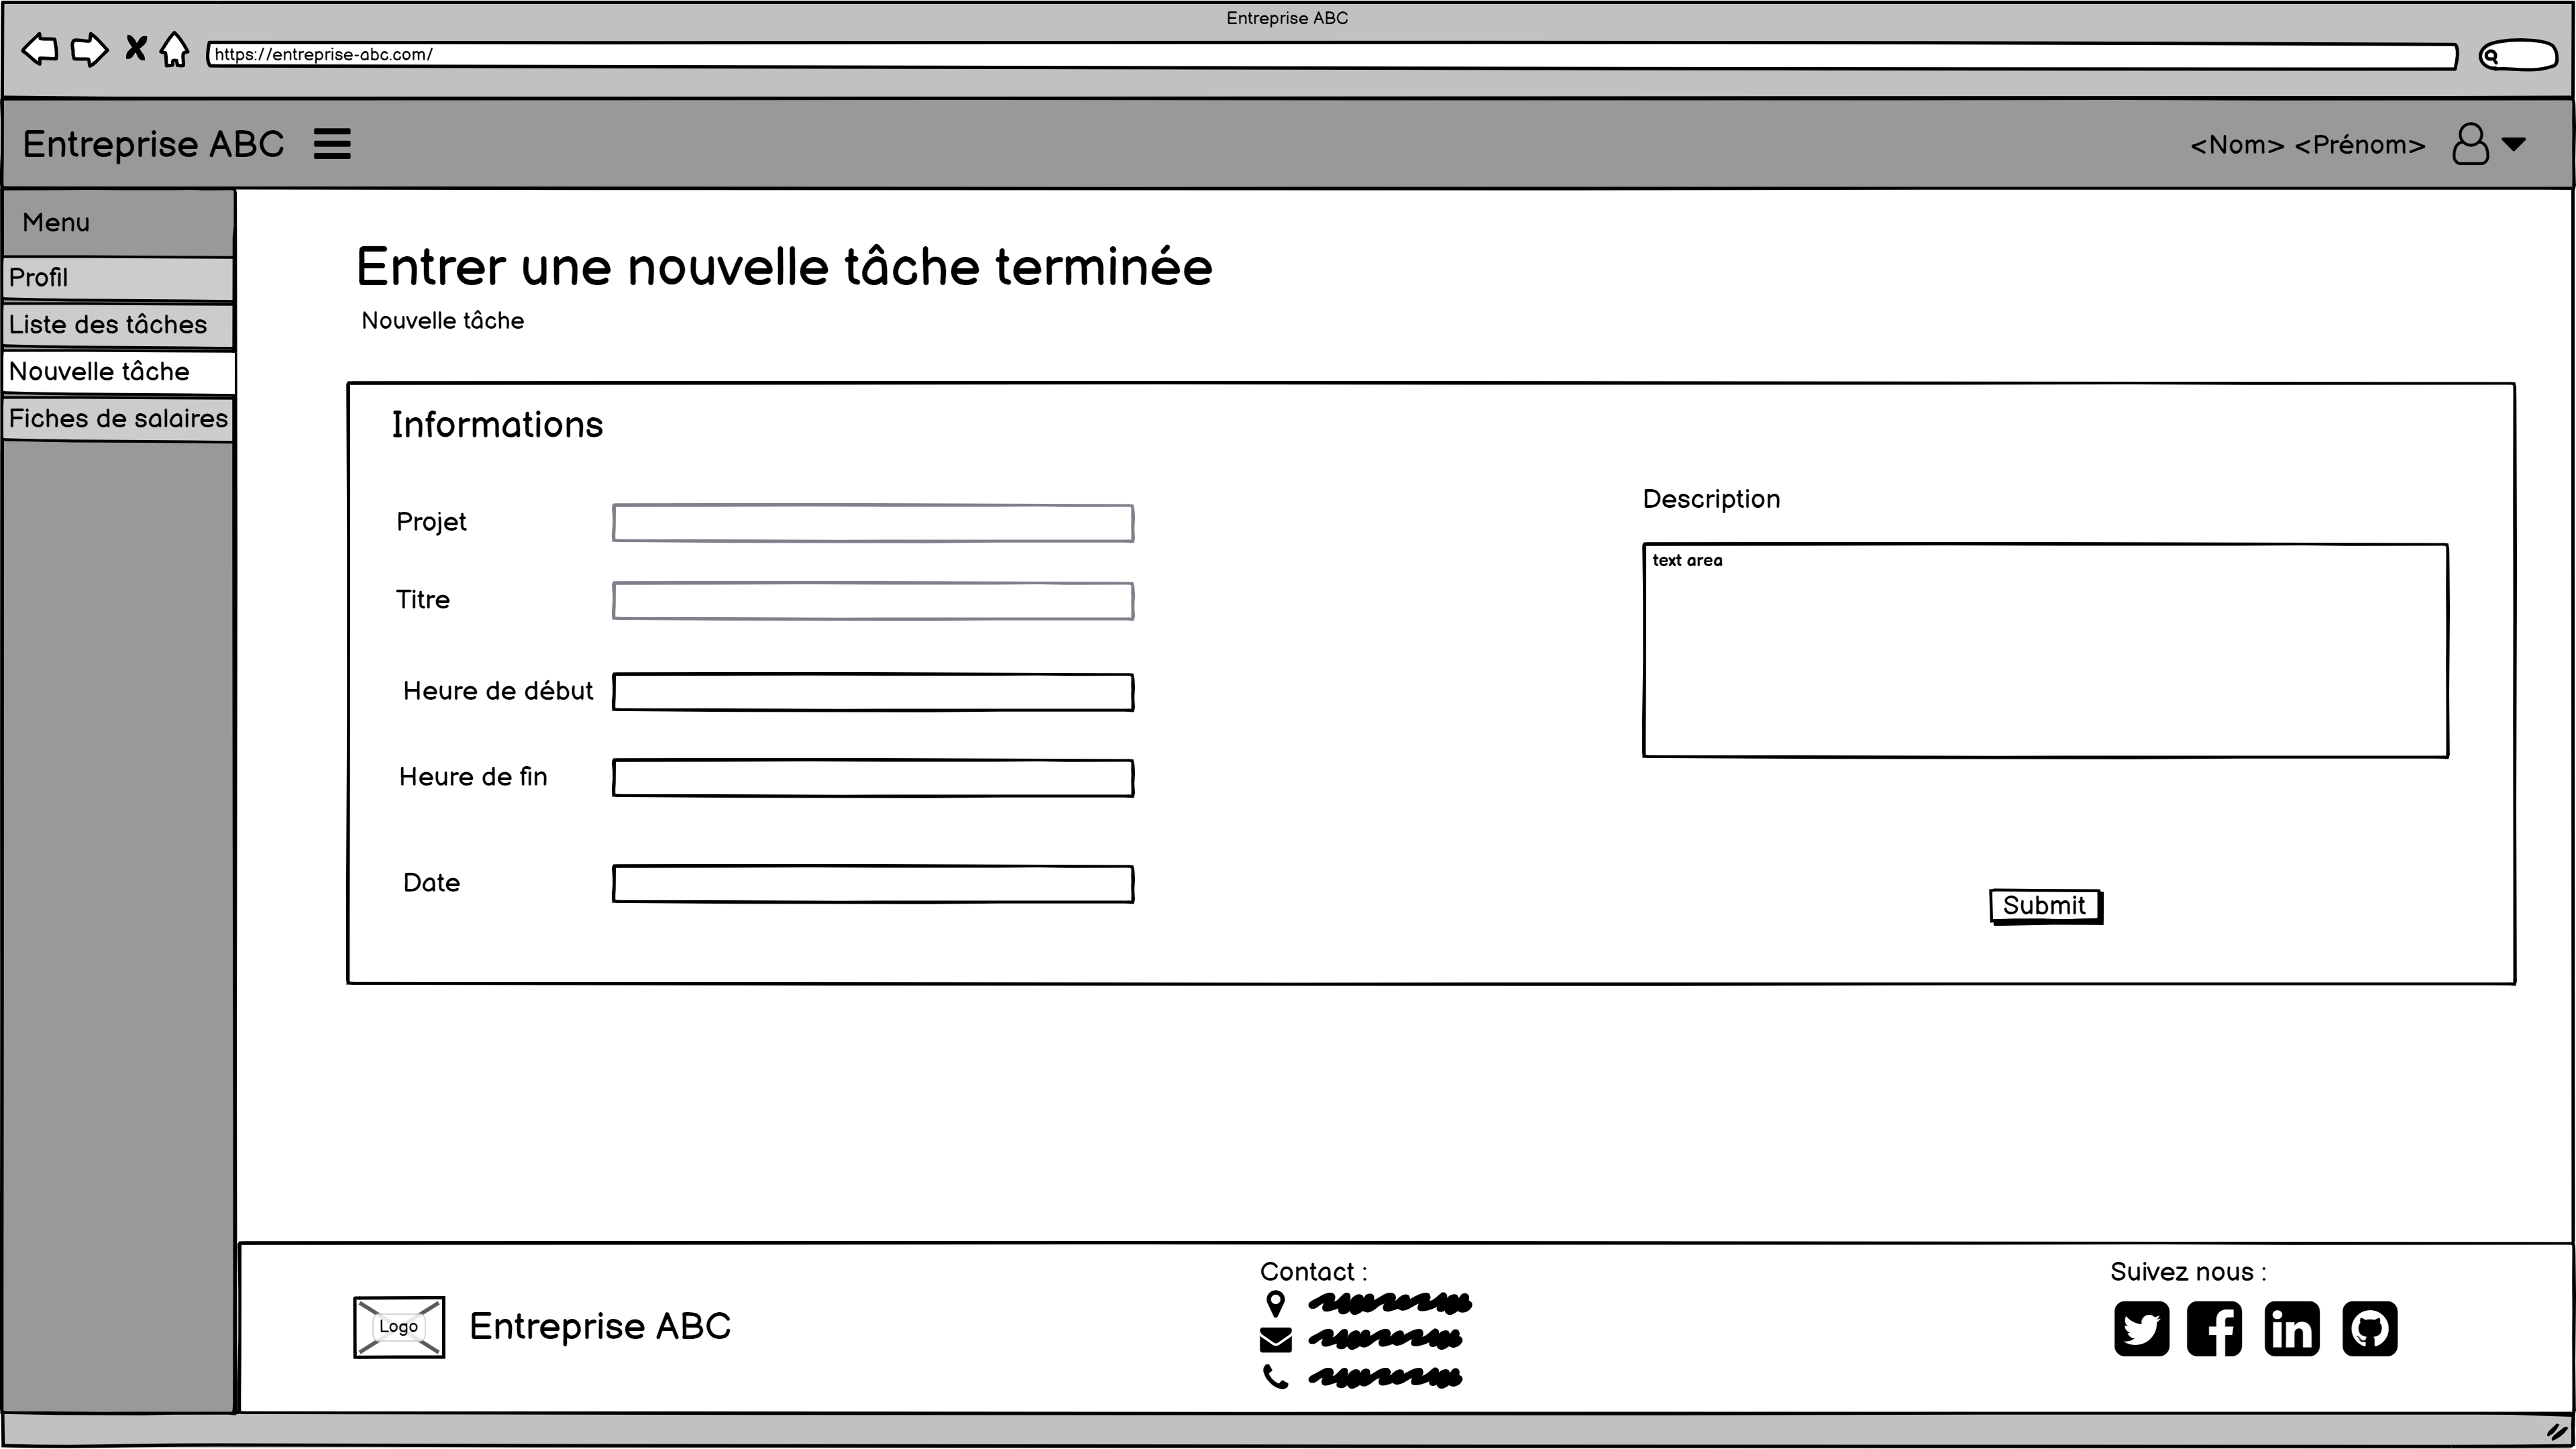 Entreprise ABC
https://entreprise-abc.com/
Entreprise ABC
<Nom> <Prénom>
Menu
Profil
Liste des tâches
Nouvelle tâche
Fiches de salaires
Entrer une nouvelle tâche terminée
Nouvelle tâche
Informations
Projet
Titre
Heure de début
Heure de fin
Date
Description
text area
Submit
Logo
Entreprise ABC
Contact :
Suivez nous :
in